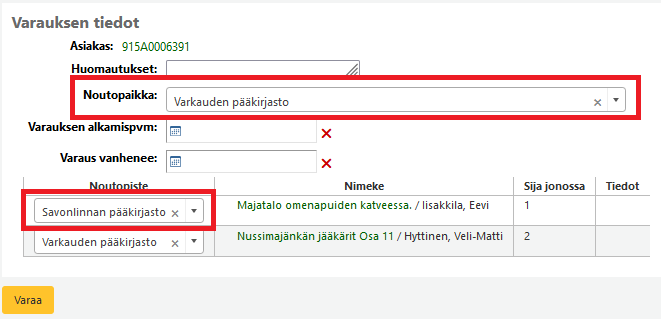 Varauksen tiedot
Asiakas: 915A0006391
Huomautukset:
Noutopaikka: Varkauden pääkirjasto
Varauksen alkamispvm:
Varaus vanhenee:
Noutopiste Nimeke Sija jonossa Tiedot
Savonlinnan pääkirjasto Majatalo omenapuiden katveessa. / Iisakkila, Eevi 1
Varkauden pääkirjasto Nussimajänkän jääkärit Osa 11 / Hyttinen, Veli-Matti 2
Varaa